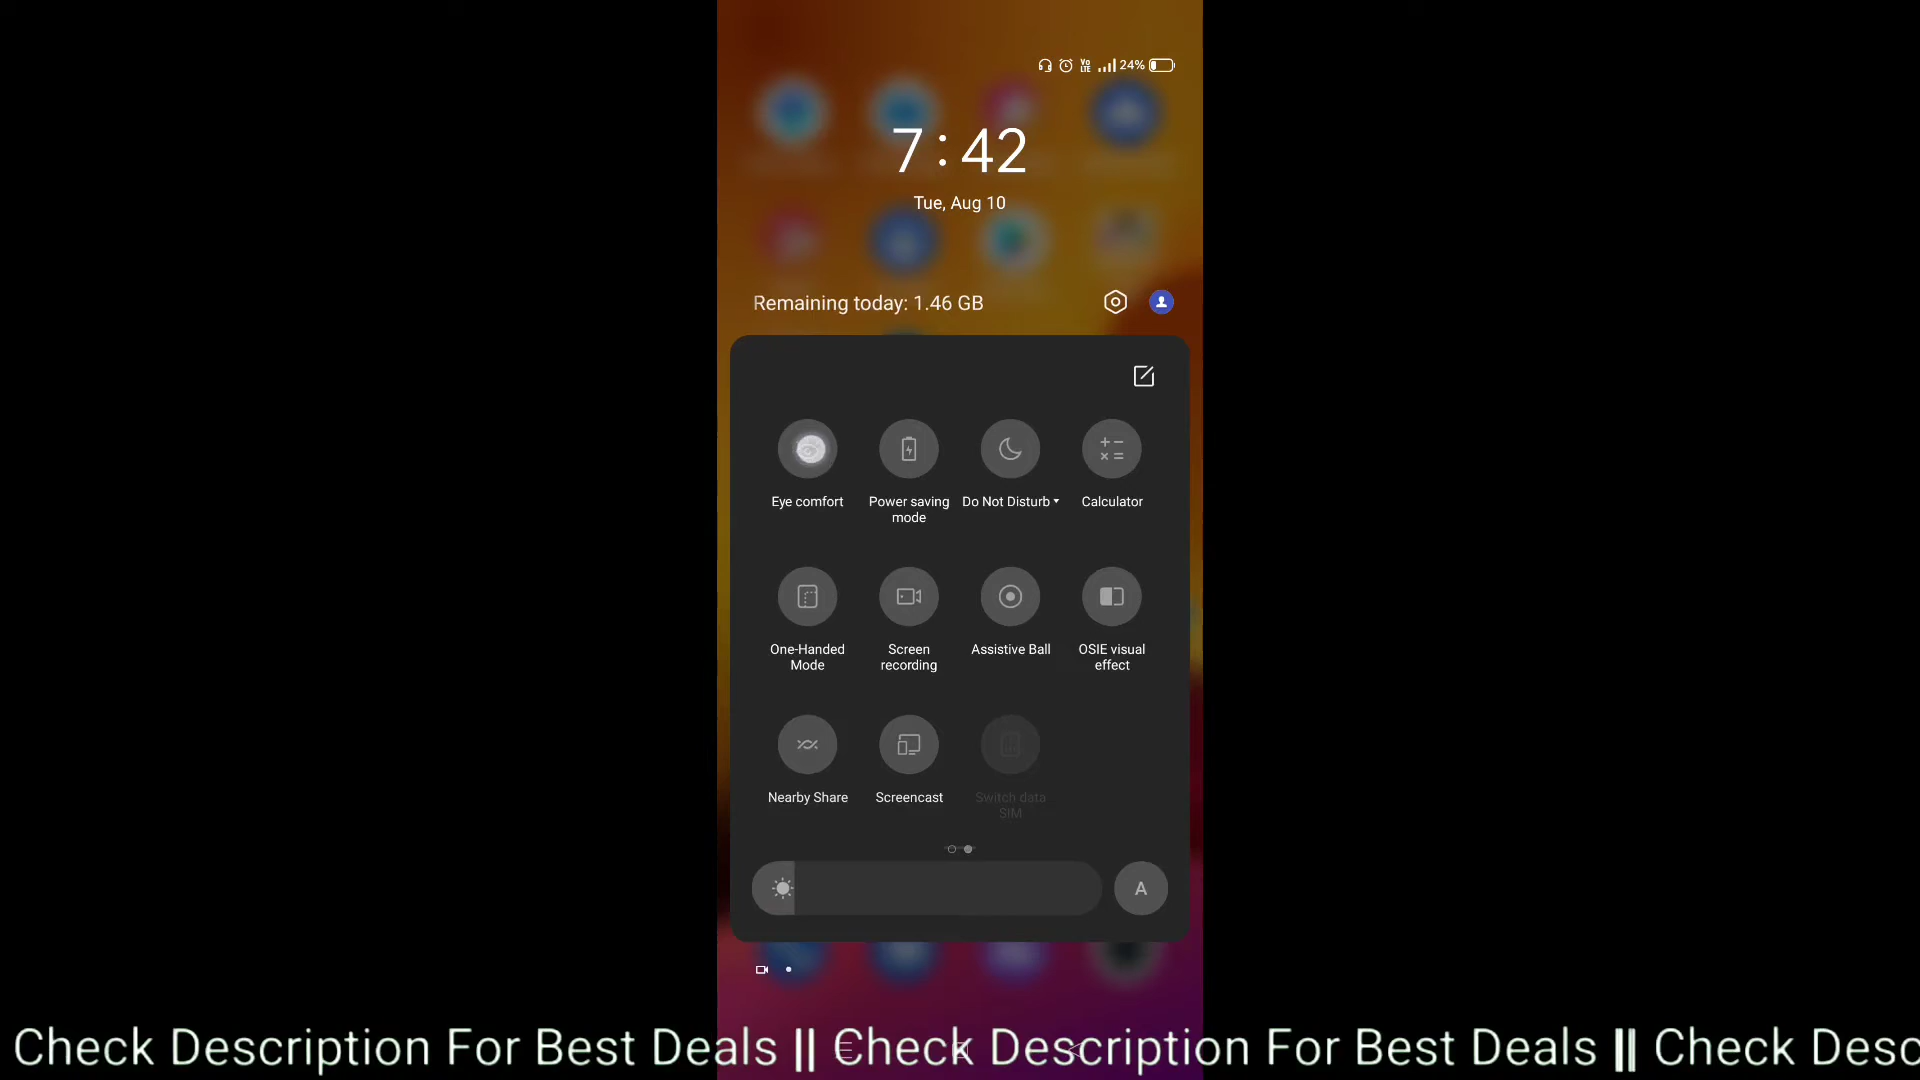 24%
7:42
Tue, Aug 10
Remaining today: 1.46 GB
Eye comfort
Power saving
mode
Do Not Disturb
Calculator
One-Handed
Mode
Screen
recording
Assistive Ball
OSIE visual
effect
Nearby Share
Screencast
Switch data
SIM
A
Check Description For Best Deals || Check Description For Best Deals || Check Desc